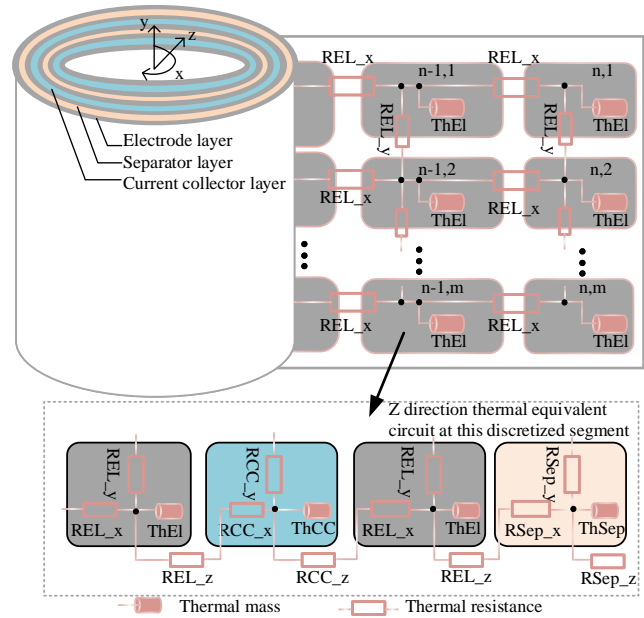 y
z
x
Electrode layer
Separator layer
Current collector layer
REL_x
REL_x
n-1,1
n,1
ThEl
ThEl
REL_y
REL_y
n-1,2
n,2
REL_x
REL_x
ThEl
ThEl
n-1,m
n,m
REL_x
REL_x
ThEl
ThEl
Z direction thermal equivalent
circuit at this discretized segment
REL_y
RCC_y
REL_y
RSep_y
REL_x
ThEl
RCC_x
ThCC
REL_x
ThEl
RSep_x
ThSep
REL_z
RCC_z
REL_z
RSep_z
Thermal mass
Thermal resistance